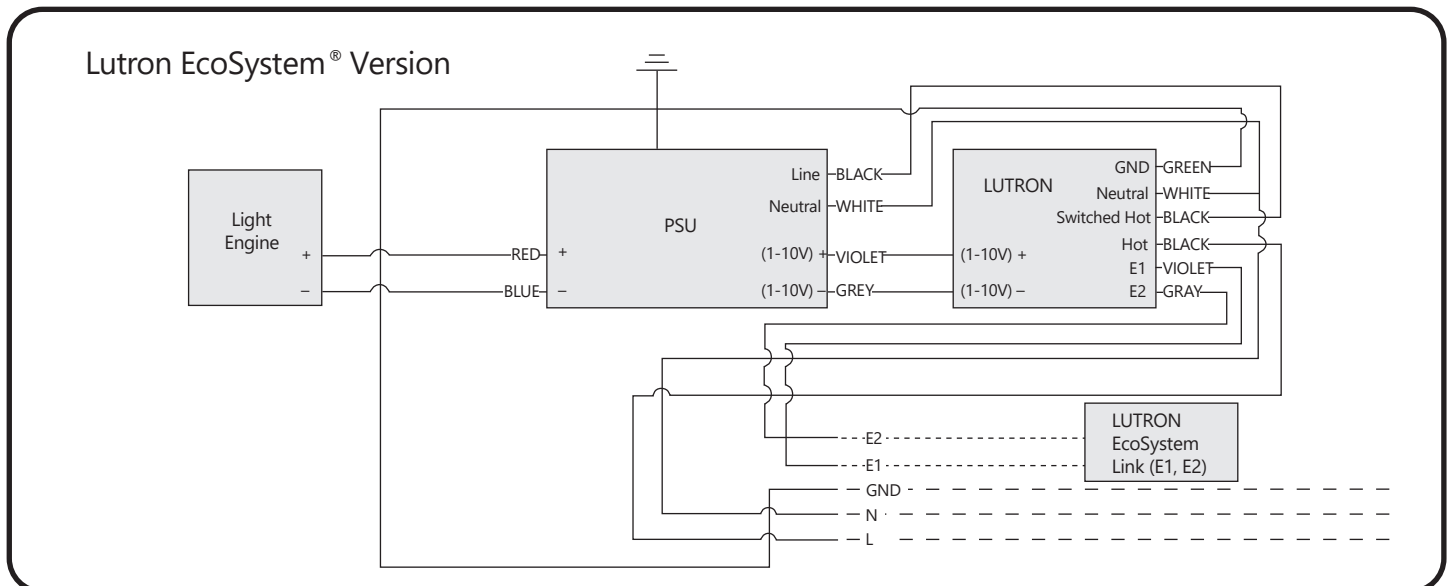 Lutron EcoSystem® Version
Light
Engine
+
–
RED
BLUE
+
–
PSU
Line
Neutral
(1-10V) +
(1-10V) –
BLACK
WHITE
VIOLET
GREY
LUTRON
(1-10V) +
(1-10V) –
GND
Neutral
Switched Hot
Hot
E1
E2
GREEN
WHITE
BLACK
BLACK
VIOLET
GRAY
E2
E1
GND
N
L
LUTRON
EcoSystem
Link (E1, E2)